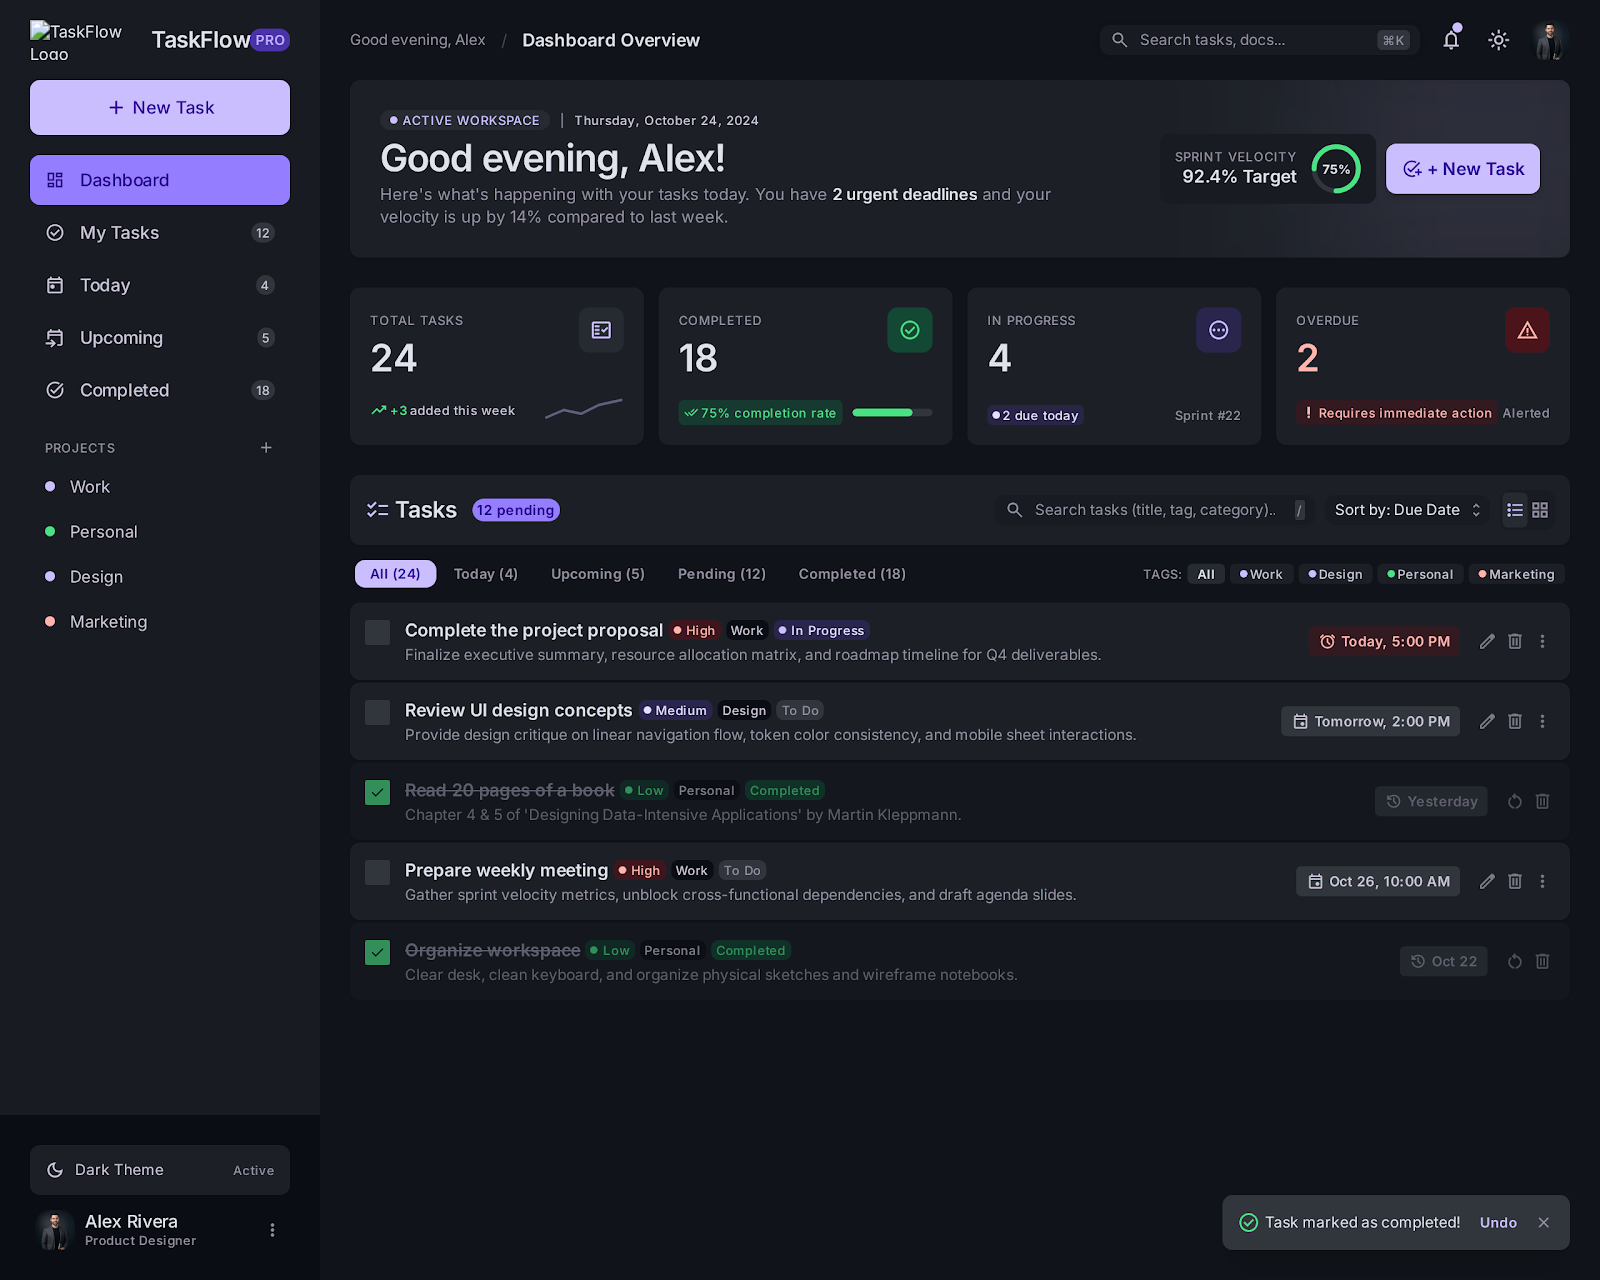 TaskFlow Logo
TaskFlow PRO
+ New Task
Dashboard
My Tasks 12
Today 4
Upcoming 5
Completed 18
PROJECTS +
Work
Personal
Design
Marketing
Dark Theme Active
Alex Rivera
Product Designer
Good evening, Alex / Dashboard Overview
Search tasks, docs... ⌘K
ACTIVE WORKSPACE | Thursday, October 24, 2024
Good evening, Alex!
Here's what's happening with your tasks today. You have 2 urgent deadlines and your
velocity is up by 14% compared to last week.
SPRINT VELOCITY
92.4% Target
75%
+ New Task
TOTAL TASKS
24
+3 added this week
COMPLETED
18
75% completion rate
IN PROGRESS
4
2 due today
Sprint #22
OVERDUE
2
! Requires immediate action
Alerted
Tasks 12 pending
Search tasks (title, tag, category).. /
Sort by: Due Date
All (24) Today (4) Upcoming (5) Pending (12) Completed (18)
TAGS: All Work Design Personal Marketing
Complete the project proposal High Work In Progress
Finalize executive summary, resource allocation matrix, and roadmap timeline for Q4 deliverables.
Today, 5:00 PM
Review UI design concepts Medium Design To Do
Provide design critique on linear navigation flow, token color consistency, and mobile sheet interactions.
Tomorrow, 2:00 PM
Read 20 pages of a book Low Personal Completed
Chapter 4 & 5 of 'Designing Data-Intensive Applications' by Martin Kleppmann.
Yesterday
Prepare weekly meeting High Work To Do
Gather sprint velocity metrics, unblock cross-functional dependencies, and draft agenda slides.
Oct 26, 10:00 AM
Organize workspace Low Personal Completed
Clear desk, clean keyboard, and organize physical sketches and wireframe notebooks.
Oct 22
Task marked as completed! Undo